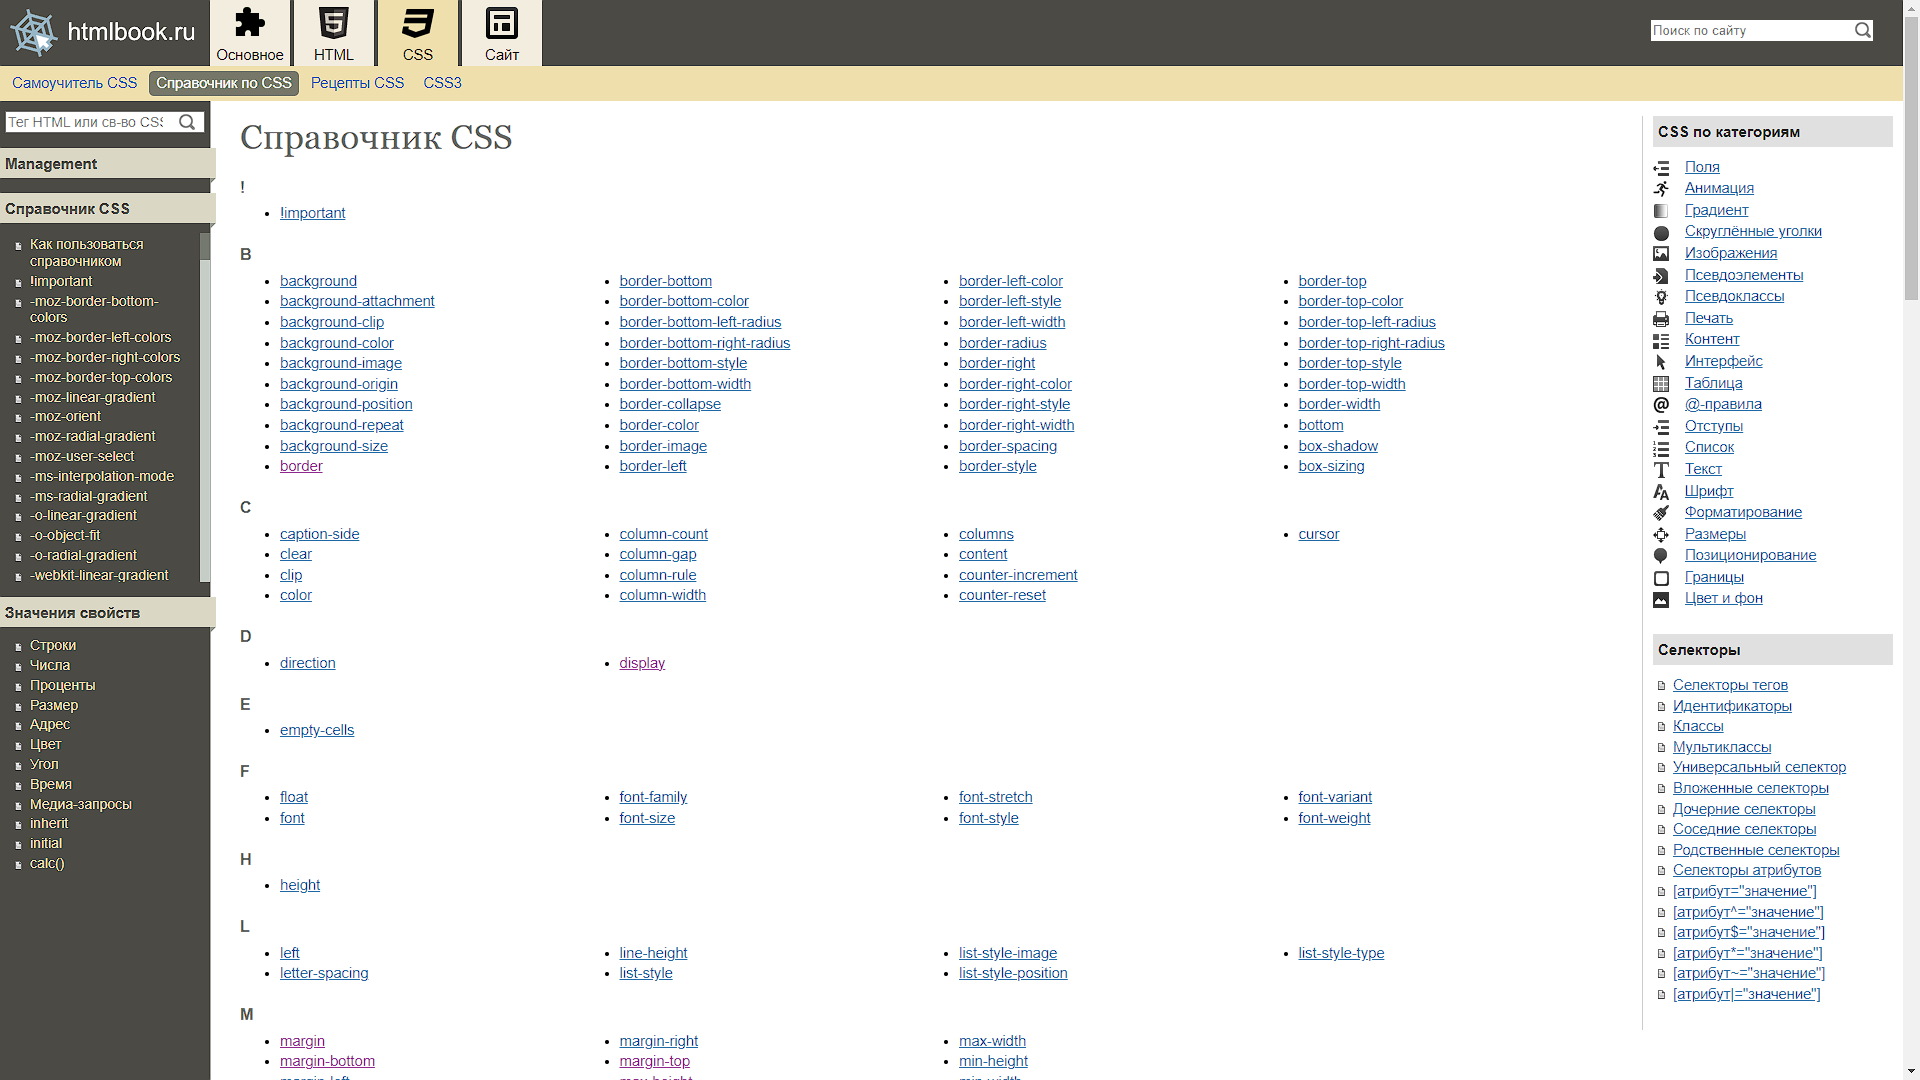 htmlbook.ru
Основное
HTML
CSS
Сайт
Поиск по сайту
Самоучитель CSS
Справочник по CSS
Рецепты CSS
CSS3
Тег HTML или св-во CSS
Management
Справочник CSS
Как пользоваться
справочником
!important
-moz-border-bottom-
colors
-moz-border-left-colors
-moz-border-right-colors
-moz-border-top-colors
-moz-linear-gradient
-moz-orient
-moz-radial-gradient
-moz-user-select
-ms-interpolation-mode
-ms-radial-gradient
-o-linear-gradient
-o-object-fit
-o-radial-gradient
-webkit-linear-gradient
Значения свойств
Строки
Числа
Проценты
Размер
Адрес
Цвет
Угол
Время
Медиа-запросы
inherit
initial
calc()
Справочник CSS
!
!important
B
background
background-attachment
background-clip
background-color
background-image
background-origin
background-position
background-repeat
background-size
border
border-bottom
border-bottom-color
border-bottom-left-radius
border-bottom-right-radius
border-bottom-style
border-bottom-width
border-collapse
border-color
border-image
border-left
border-left-color
border-left-style
border-left-width
border-radius
border-right
border-right-color
border-right-style
border-right-width
border-spacing
border-style
border-top
border-top-color
border-top-left-radius
border-top-right-radius
border-top-style
border-top-width
border-width
bottom
box-shadow
box-sizing
C
caption-side
clear
clip
color
column-count
column-gap
column-rule
column-width
columns
content
counter-increment
counter-reset
cursor
D
direction
display
E
empty-cells
F
float
font
font-family
font-size
font-stretch
font-style
font-variant
font-weight
H
height
L
left
letter-spacing
line-height
list-style
list-style-image
list-style-position
list-style-type
M
margin
margin-bottom
margin-left
margin-right
margin-top
max-height
max-width
min-height
min-width
CSS по категориям
Поля
Анимация
Градиент
Скруглённые уголки
Изображения
Псевдоэлементы
Псевдоклассы
Печать
Контент
Интерфейс
Таблица
@-правила
Отступы
Список
Текст
Шрифт
Форматирование
Размеры
Позиционирование
Границы
Цвет и фон
Селекторы
Селекторы тегов
Идентификаторы
Классы
Мультиклассы
Универсальный селектор
Вложенные селекторы
Дочерние селекторы
Соседние селекторы
Родственные селекторы
Селекторы атрибутов
[атрибут="значение"]
[атрибут^="значение"]
[атрибут$="значение"]
[атрибут*="значение"]
[атрибут~="значение"]
[атрибут|="значение"]